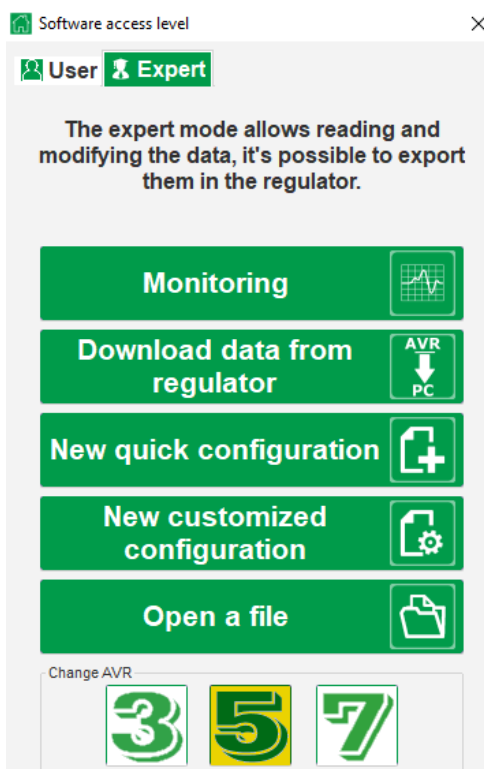 Software access level
User Expert
The expert mode allows reading and
modifying the data, it's possible to export
them in the regulator.
Monitoring
Download data from
regulator
AVR
PC
New quick configuration
New customized
configuration
Open a file
Change AVR
3 5 7